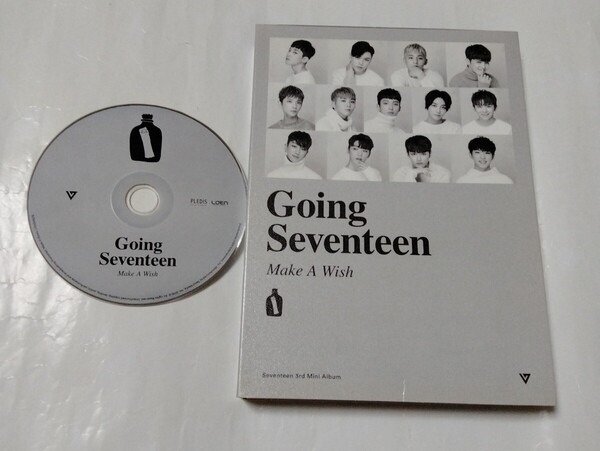 PLEDIS LOEN
Going
Seventeen
Make A Wish
Going
Seventeen
Make A Wish
Seventeen 3rd Mini Album